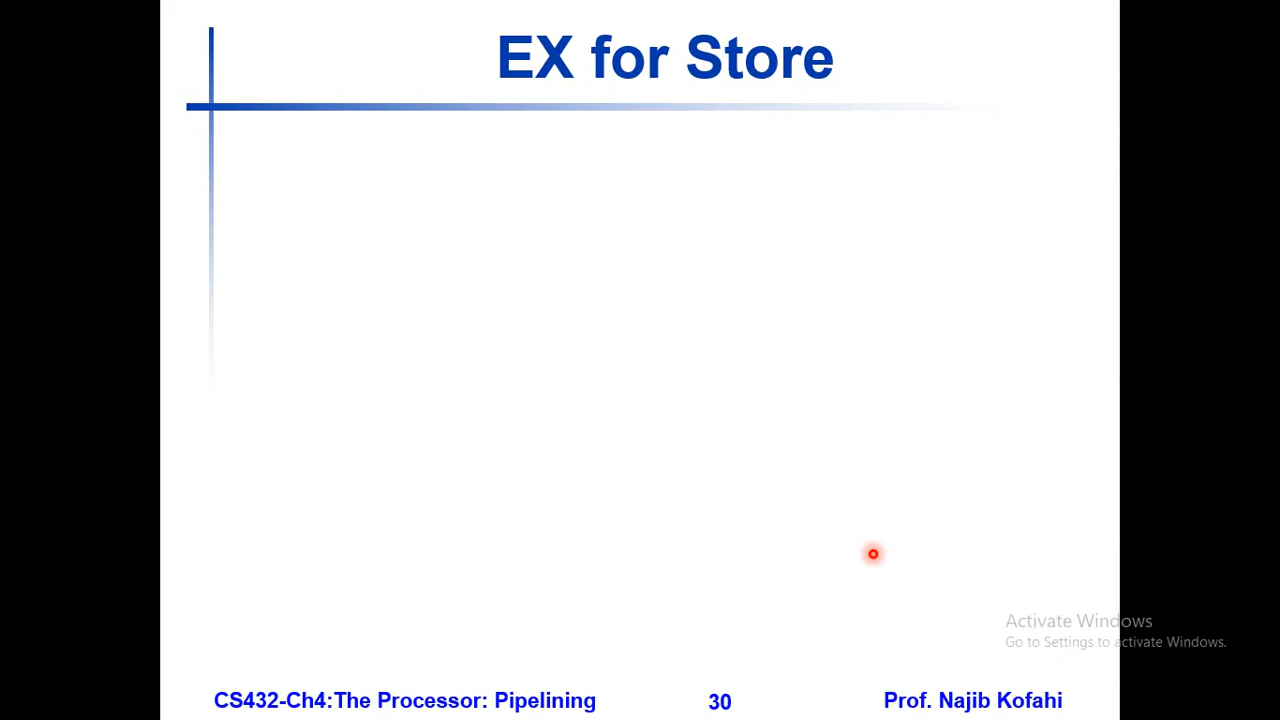 EX for Store
Activate Windows
Go to Settings to activate Windows.
CS432-Ch4:The Processor: Pipelining
30
Prof. Najib Kofahi